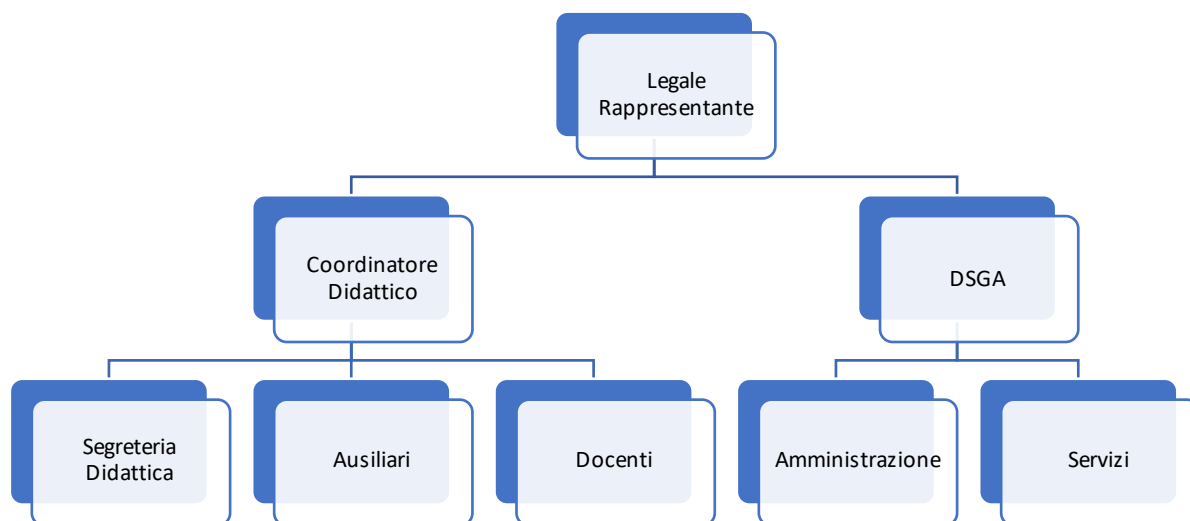 Legale
Rappresentante
Coordinatore
Didattico
DSGA
Segreteria
Didattica
Ausiliari
Docenti
Amministrazione
Servizi